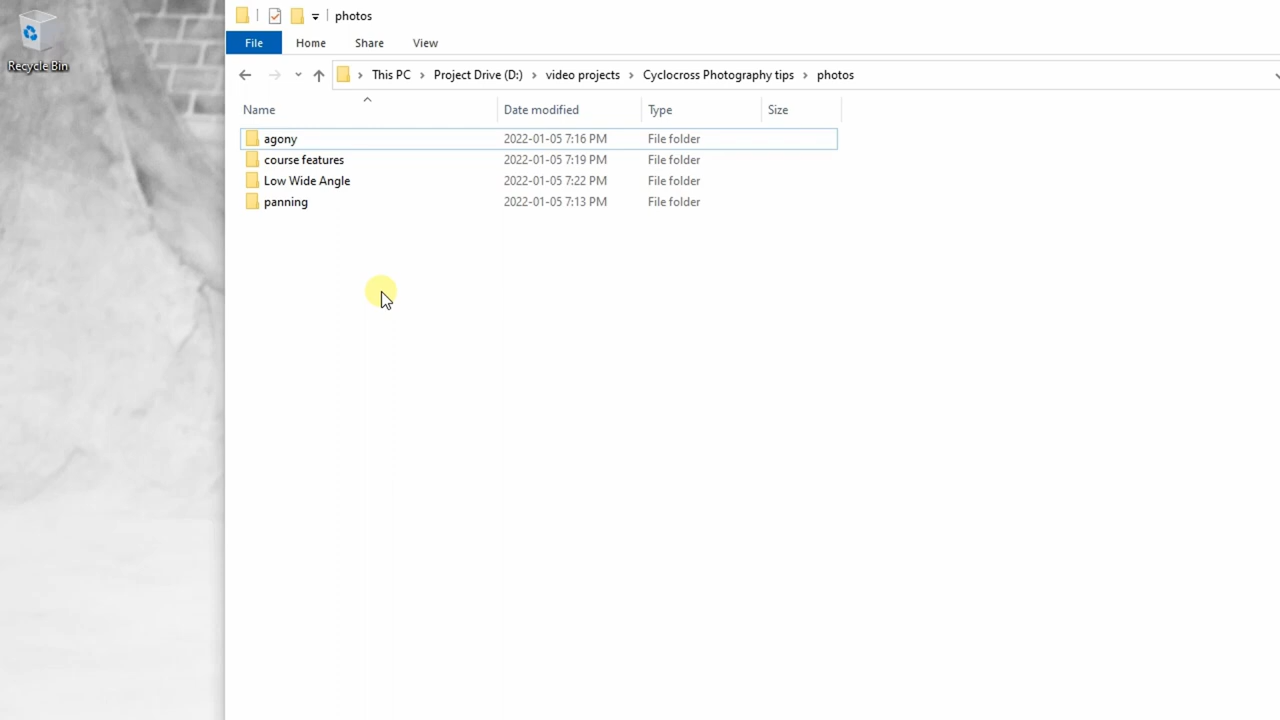 Recycle Bin
photos
File Home Share View
This PC Project Drive (D:) video projects Cyclocross Photography tips photos
Name Date modified Type Size
agony 2022-01-05 7:16 PM File folder
course features 2022-01-05 7:19 PM File folder
Low Wide Angle 2022-01-05 7:22 PM File folder
panning 2022-01-05 7:13 PM File folder